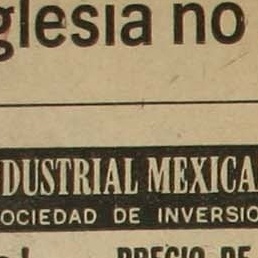 glesia no
DUSTRIAL MEXICA
OCIEDAD DE INVERSIO
PRECIO DE